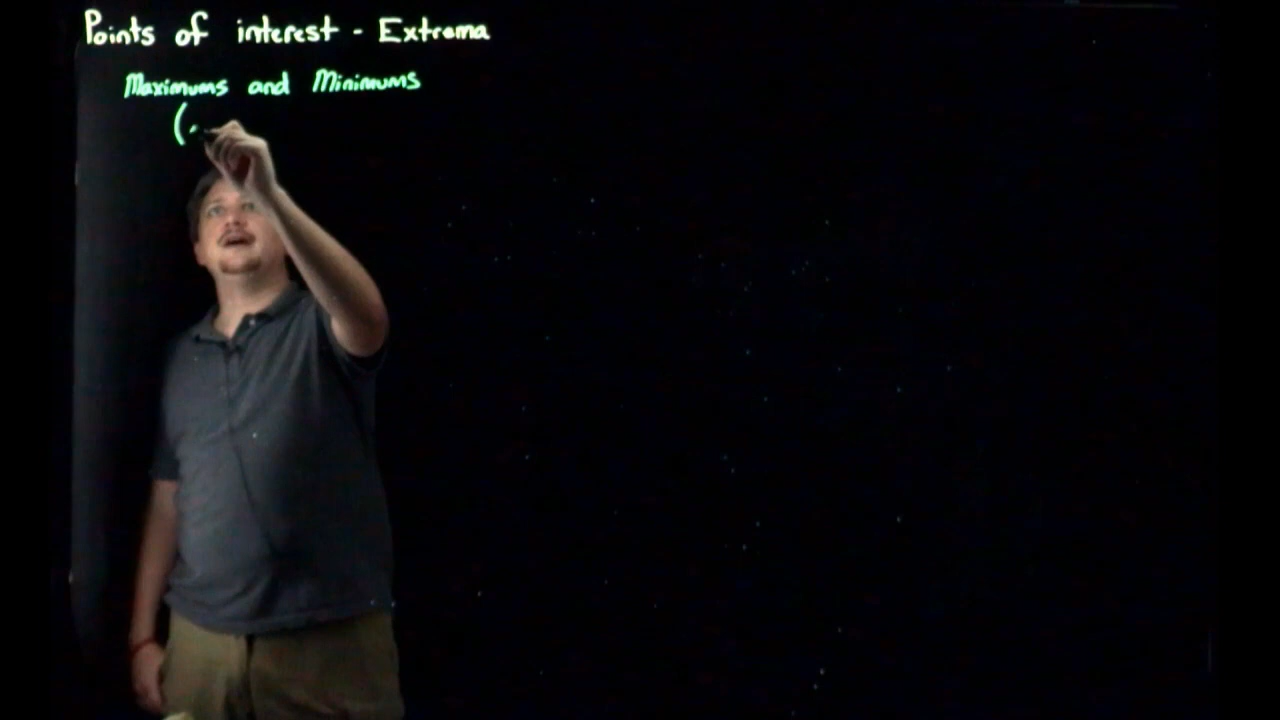 Points of interest - Extrema
Maximums and Minimums
(